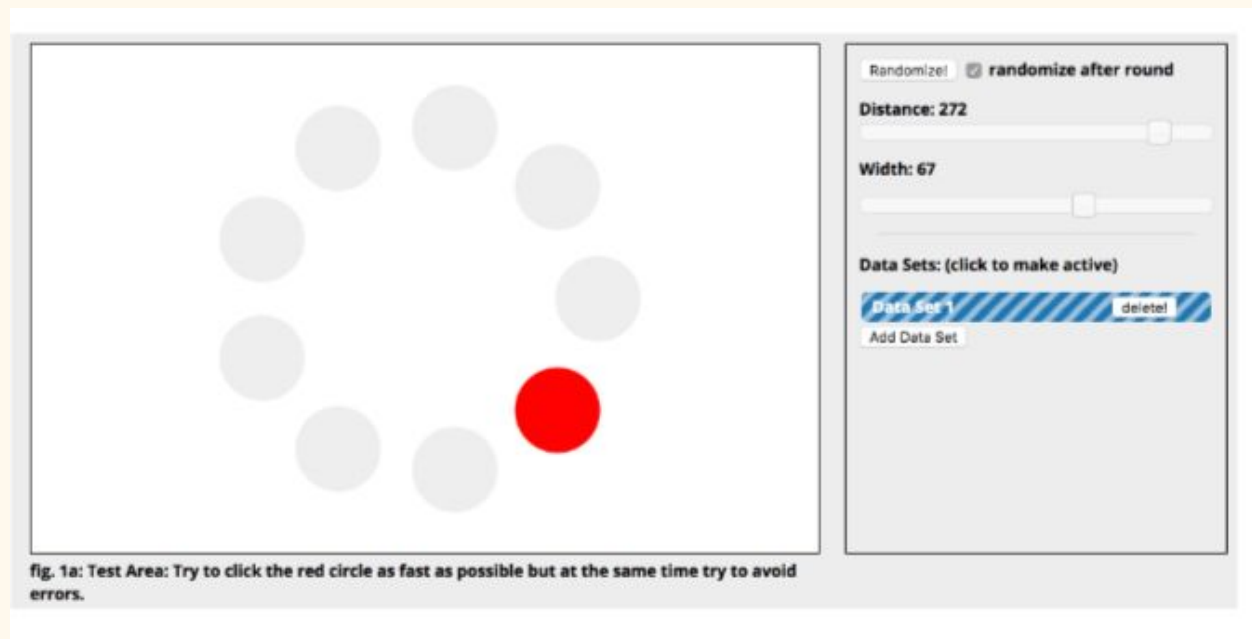 Randomize! randomize after round
Distance: 272
Width: 67
Data Sets: (click to make active)
Data Set 1 delete!
Add Data Set
fig. 1a: Test Area: Try to click the red circle as fast as possible but at the same time try to avoid
errors.